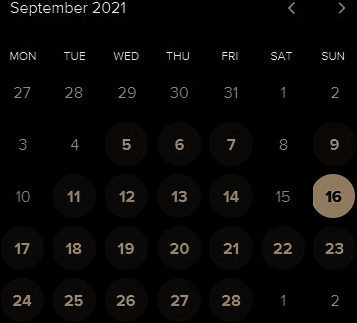 September 2021
MON TUE WED THU FRI SAT SUN
27 28 29 30 31 1 2
3 4 5 6 7 8 9
10 11 12 13 14 15 16
17 18 19 20 21 22 23
24 25 26 27 28 1 2